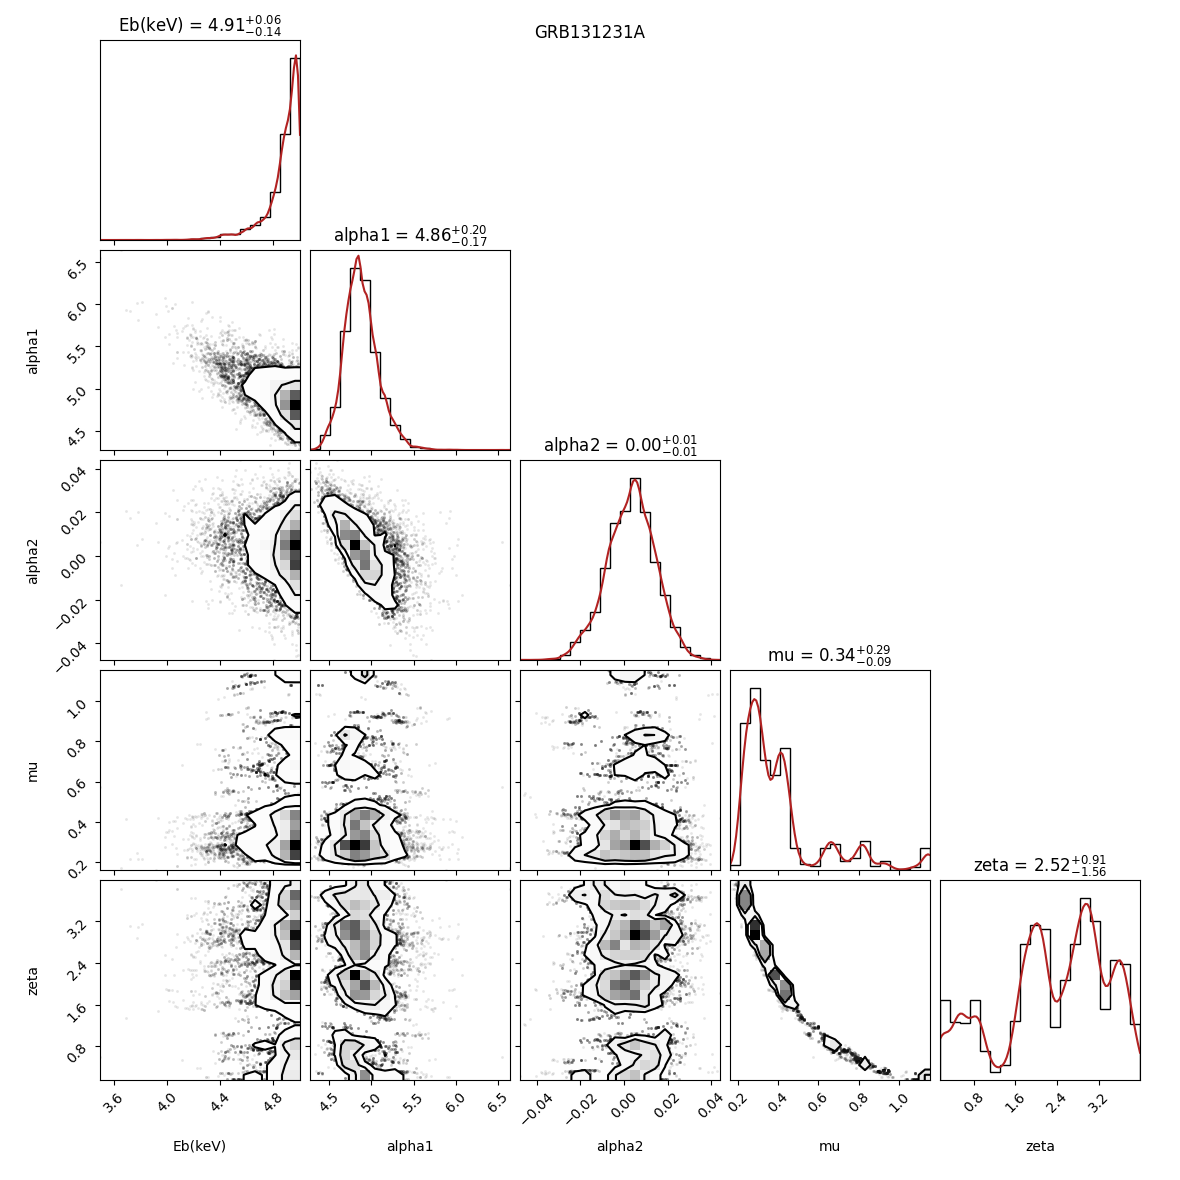 GRB131231A
Eb(keV) = 4.91+0.06−0.14
alpha1 = 4.86+0.20−0.17
6.5
6.0
5.5
5.0
4.5
alpha1
alpha2 = 0.00+0.01−0.01
0.04
0.02
0.00
−0.02
−0.04
alpha2
mu = 0.34+0.29−0.09
1.0
0.8
0.6
0.4
0.2
mu
zeta = 2.52+0.91−1.56
3.2
2.4
1.6
0.8
zeta
3.6 4.0 4.4 4.8 4.5 5.0 5.5 6.0 6.5 −0.04 −0.02 0.00 0.02 0.04 0.2 0.4 0.6 0.8 1.0 0.8 1.6 2.4 3.2
Eb(keV) alpha1 alpha2 mu zeta